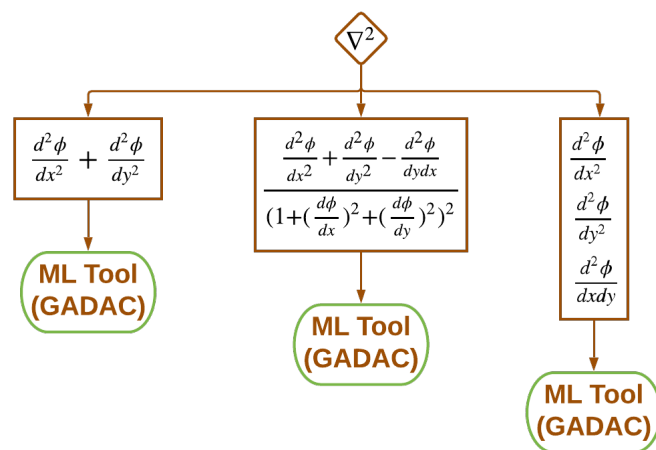 ∇²
d²ϕ/dx² + d²ϕ/dy²
ML Tool
(GADAC)
(d²ϕ/dx² + d²ϕ/dy² − d²ϕ/dydx) / (1+(dϕ/dx)²+(dϕ/dy)²)²
ML Tool
(GADAC)
d²ϕ/dx²
d²ϕ/dy²
d²ϕ/dxdy
ML Tool
(GADAC)